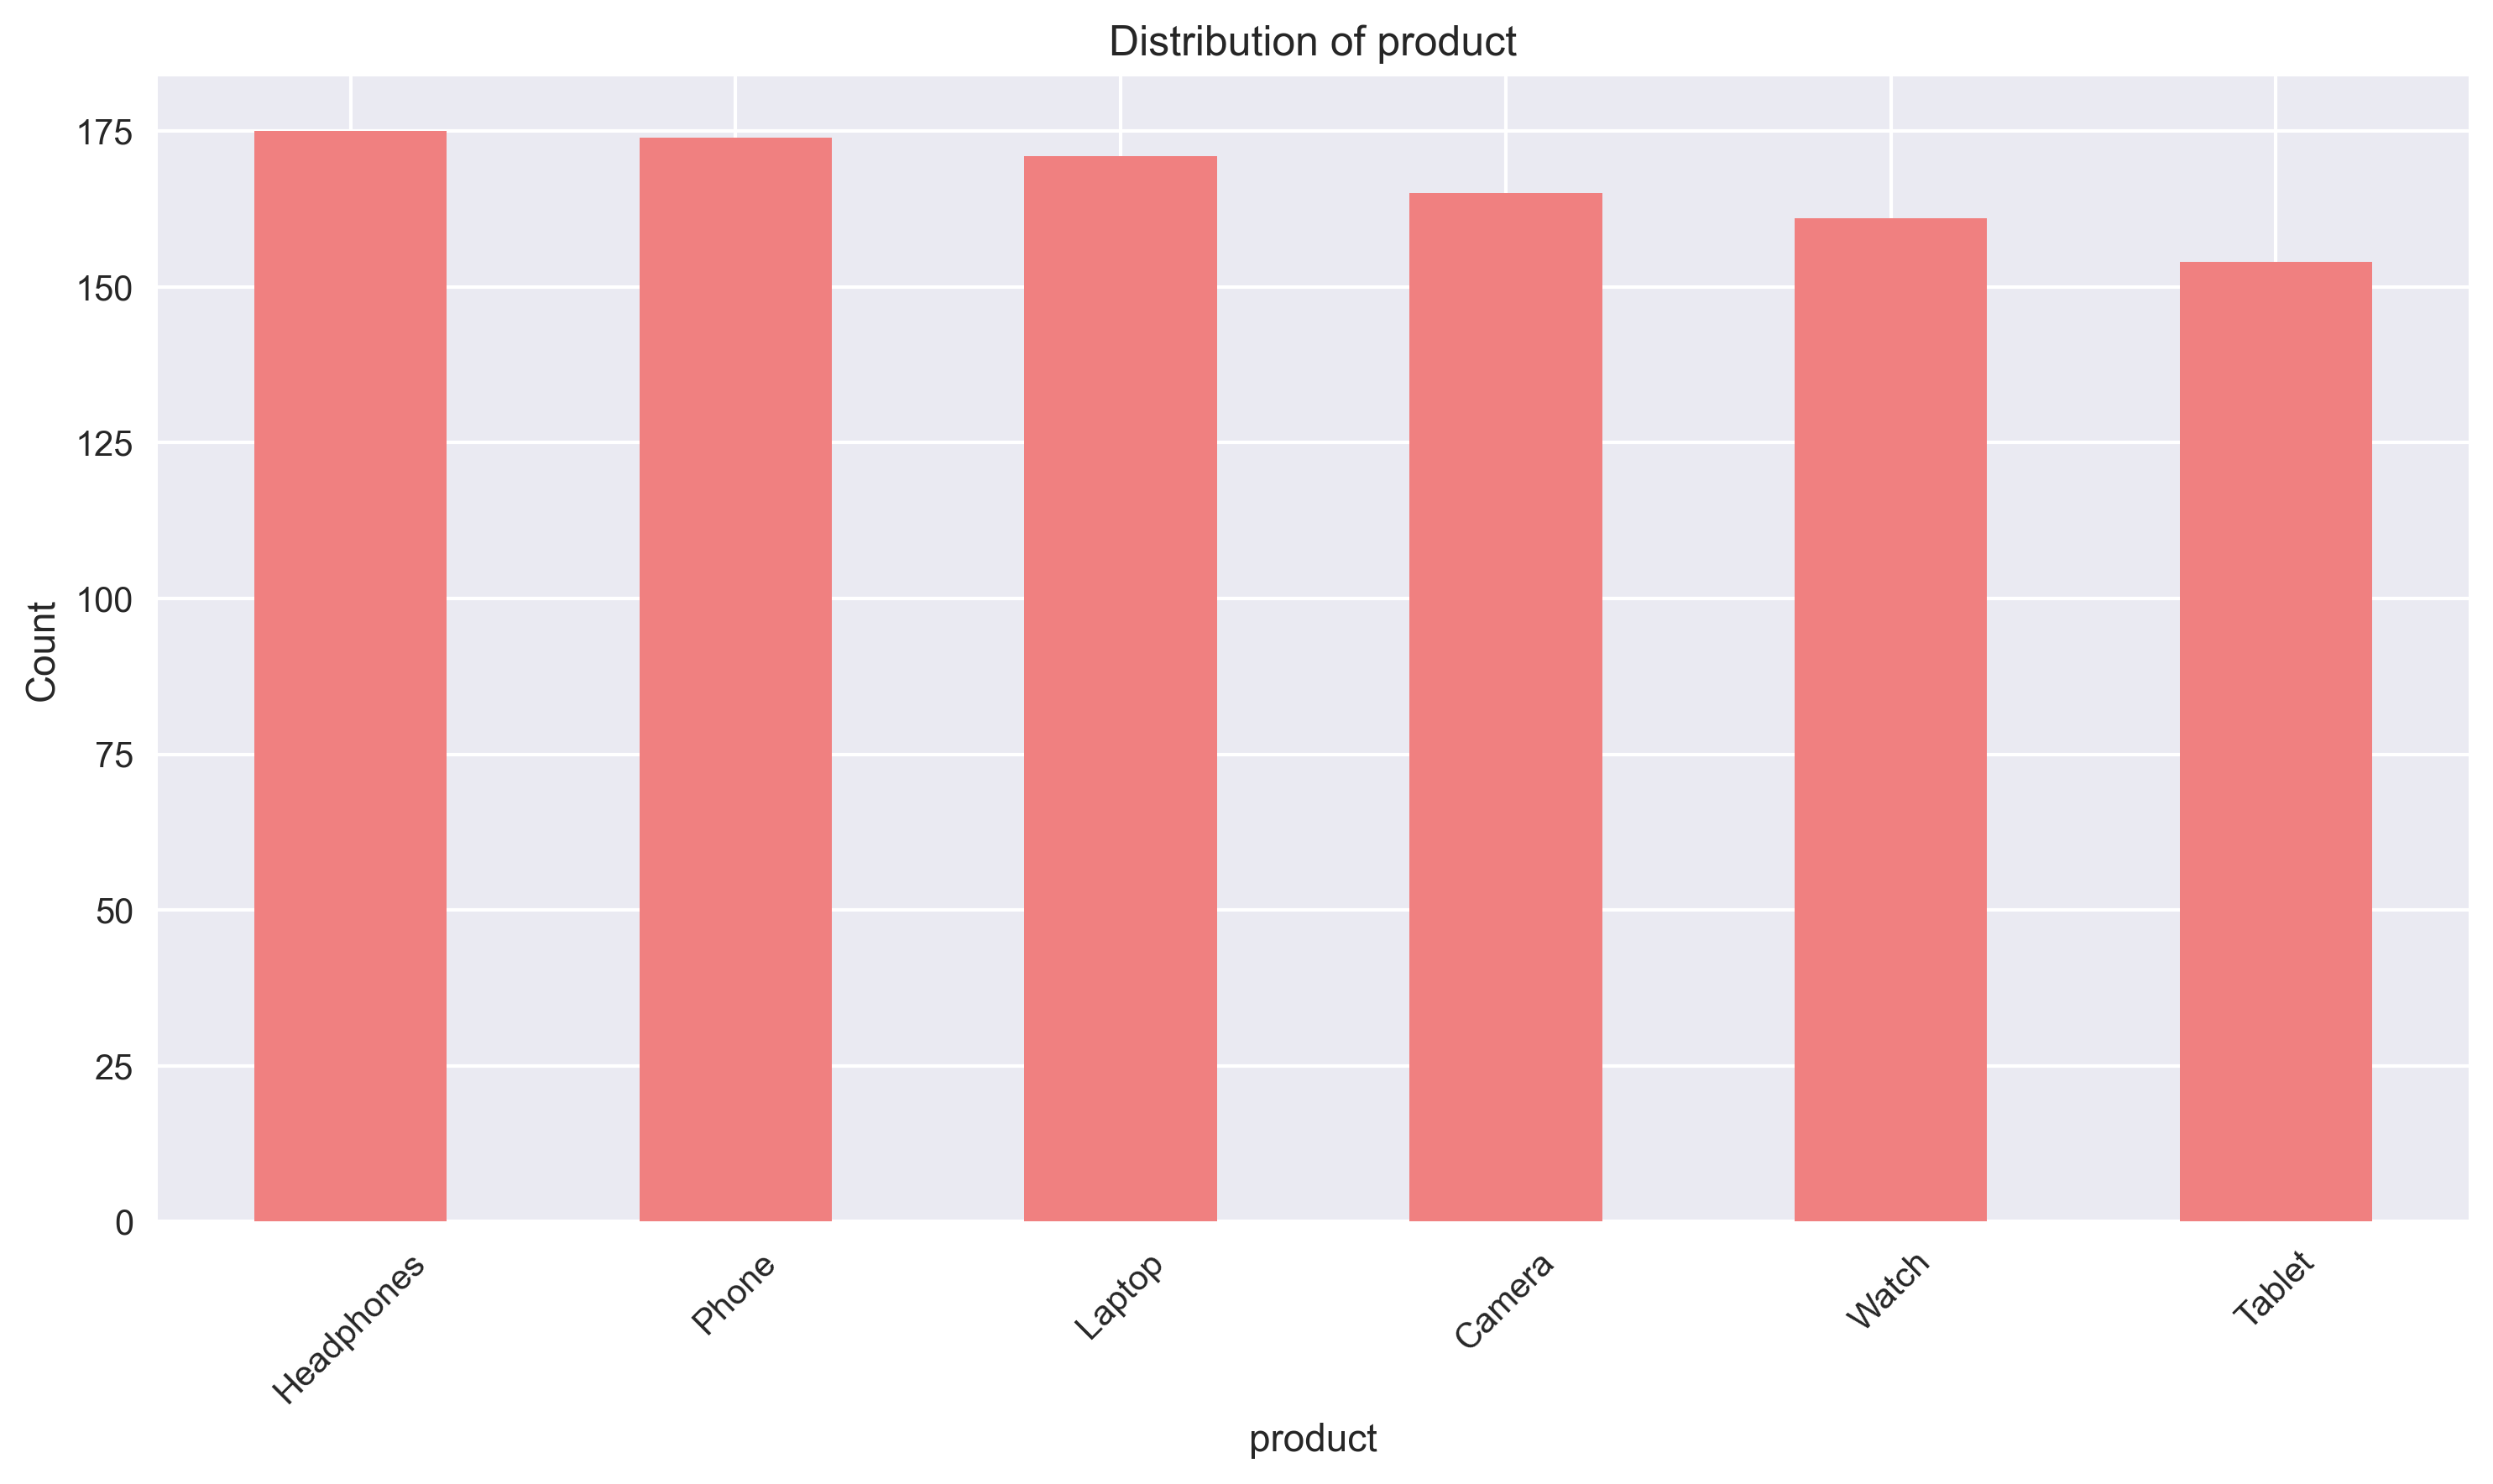 Distribution of product
175
150
125
100
75
50
25
0
Count
Headphones
Phone
Laptop
Camera
Watch
Tablet
product